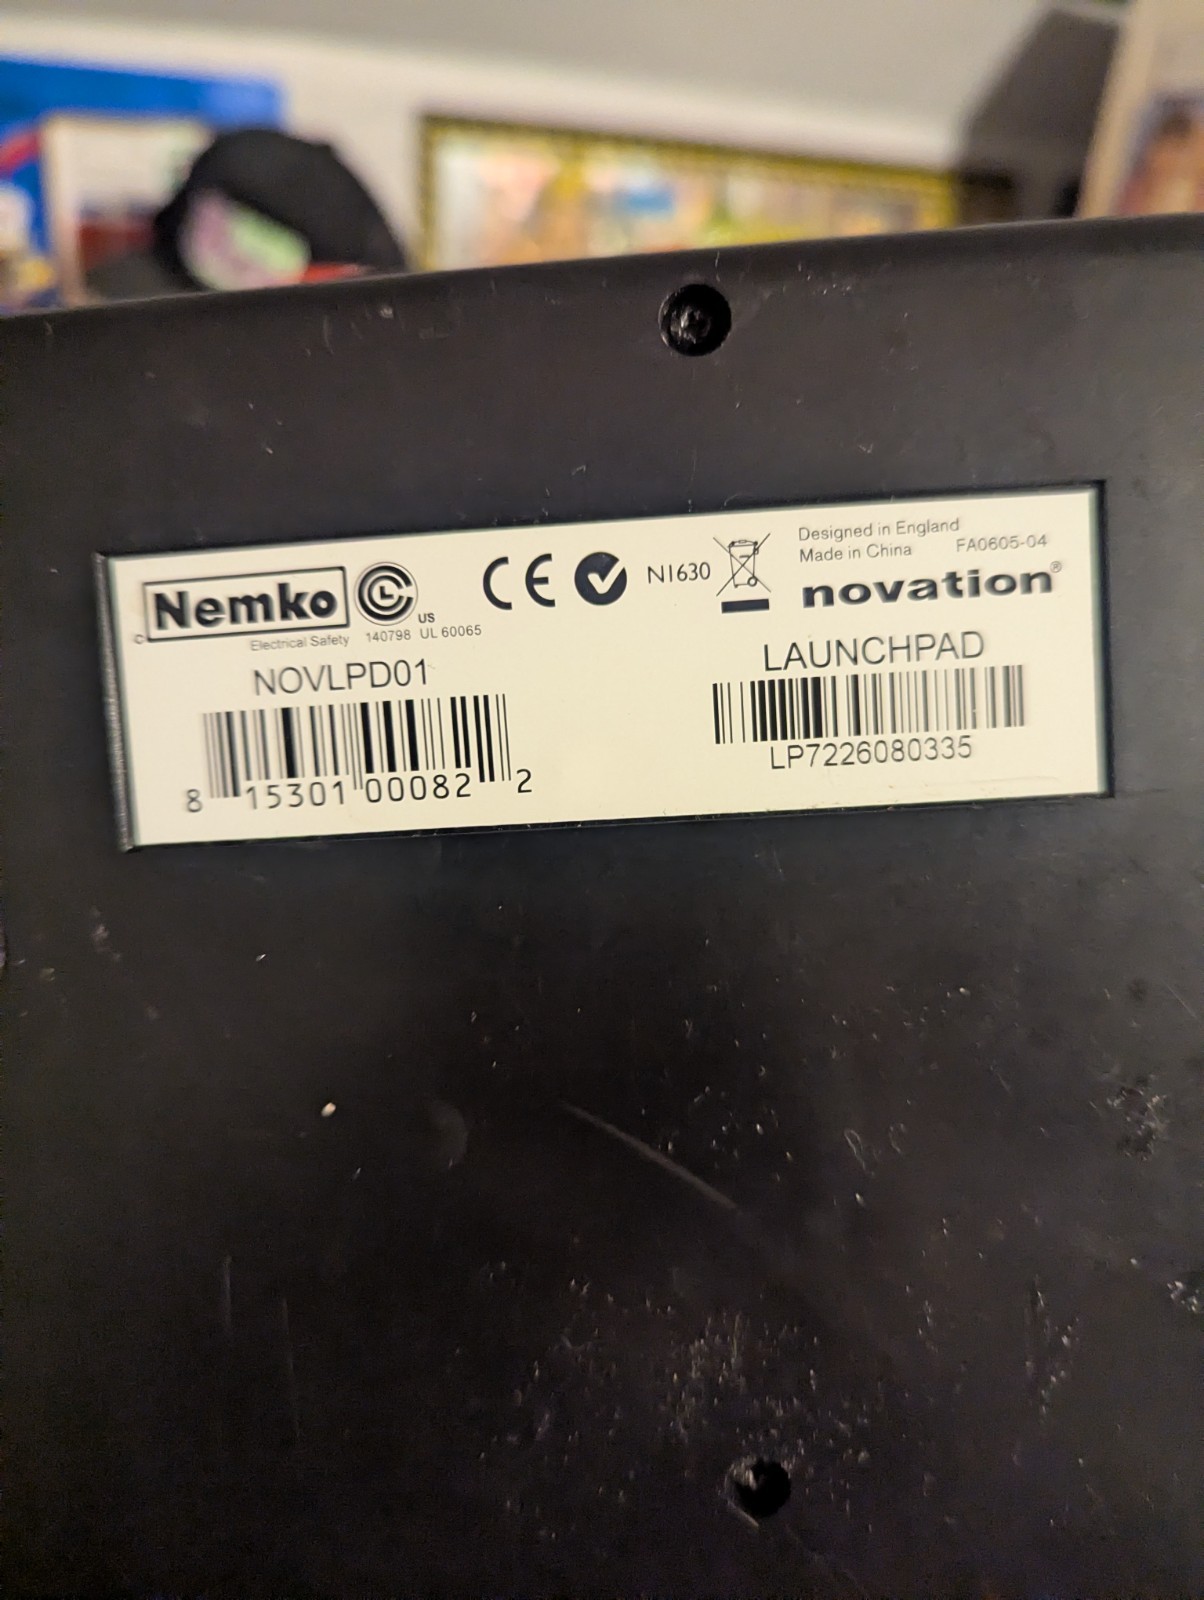 Nemko
US
Electrical Safety 140798 UL 60065
CE
N1630
Designed in England
Made in China FA0605-04
novation®
NOVLPD01
8 15301 00082 2
LAUNCHPAD
LP7226080335